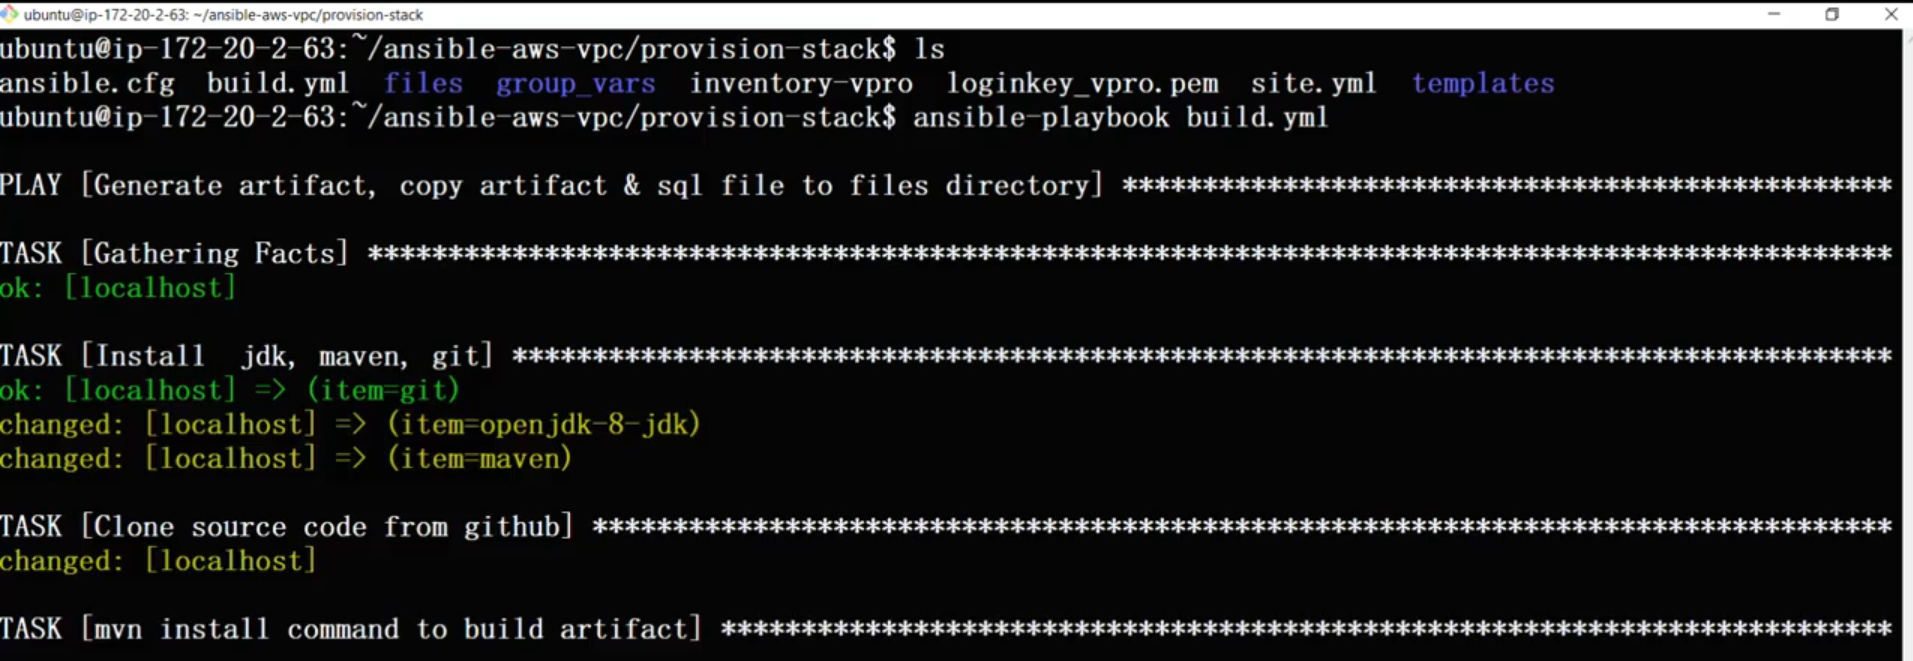 ubuntu@ip-172-20-2-63: ~/ansible-aws-vpc/provision-stack
ubuntu@ip-172-20-2-63:~/ansible-aws-vpc/provision-stack$ ls
ansible.cfg  build.yml  files  group_vars  inventory-vpro  loginkey_vpro.pem  site.yml  templates
ubuntu@ip-172-20-2-63:~/ansible-aws-vpc/provision-stack$ ansible-playbook build.yml
PLAY [Generate artifact, copy artifact & sql file to files directory] ************************************************
TASK [Gathering Facts] ***********************************************************************************************
ok: [localhost]
TASK [Install  jdk, maven, git] **************************************************************************************
ok: [localhost] => (item=git)
changed: [localhost] => (item=openjdk-8-jdk)
changed: [localhost] => (item=maven)
TASK [Clone source code from github] *********************************************************************************
changed: [localhost]
TASK [mvn install command to build artifact] *************************************************************************